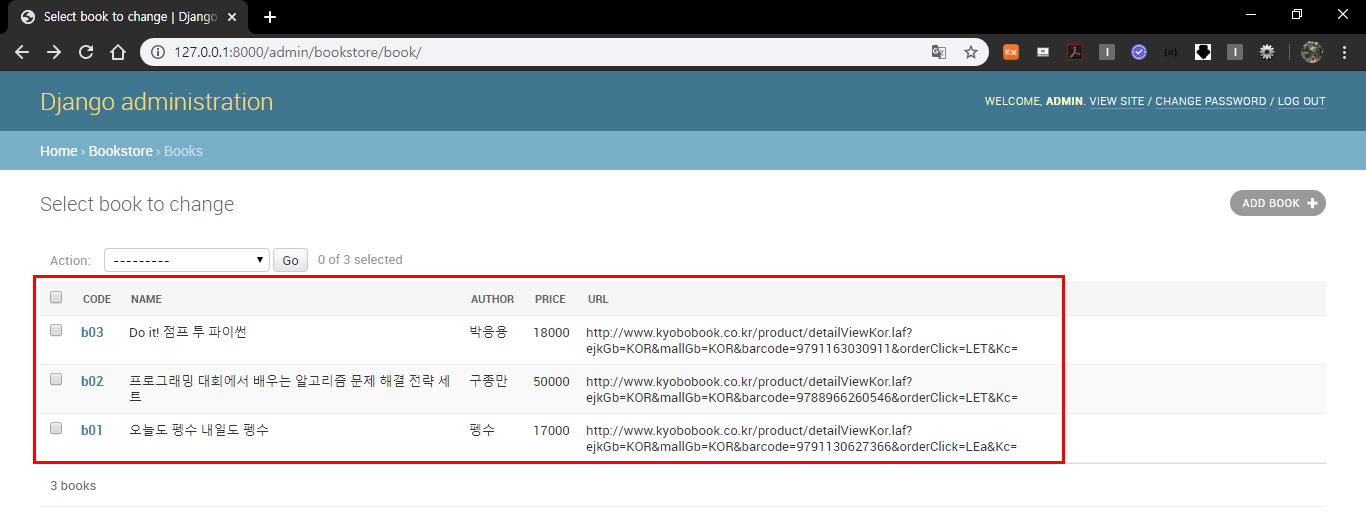 Select book to change | Django
127.0.0.1:8000/admin/bookstore/book/
Django administration
WELCOME, ADMIN. VIEW SITE / CHANGE PASSWORD / LOG OUT
Home › Bookstore › Books
Select book to change
ADD BOOK +
Action: --------- Go 0 of 3 selected
CODE NAME AUTHOR PRICE URL
b03 Do it! 점프 투 파이썬 박응용 18000 http://www.kyobobook.co.kr/product/detailViewKor.laf?
ejkGb=KOR&mallGb=KOR&barcode=9791163030911&orderClick=LET&Kc=
b02 프로그래밍 대회에서 배우는 알고리즘 문제 해결 전략 세 구종만 50000 http://www.kyobobook.co.kr/product/detailViewKor.laf?
트 ejkGb=KOR&mallGb=KOR&barcode=9788966260546&orderClick=LET&Kc=
b01 오늘도 펭수 내일도 펭수 펭수 17000 http://www.kyobobook.co.kr/product/detailViewKor.laf?
ejkGb=KOR&mallGb=KOR&barcode=9791130627366&orderClick=LEa&Kc=
3 books